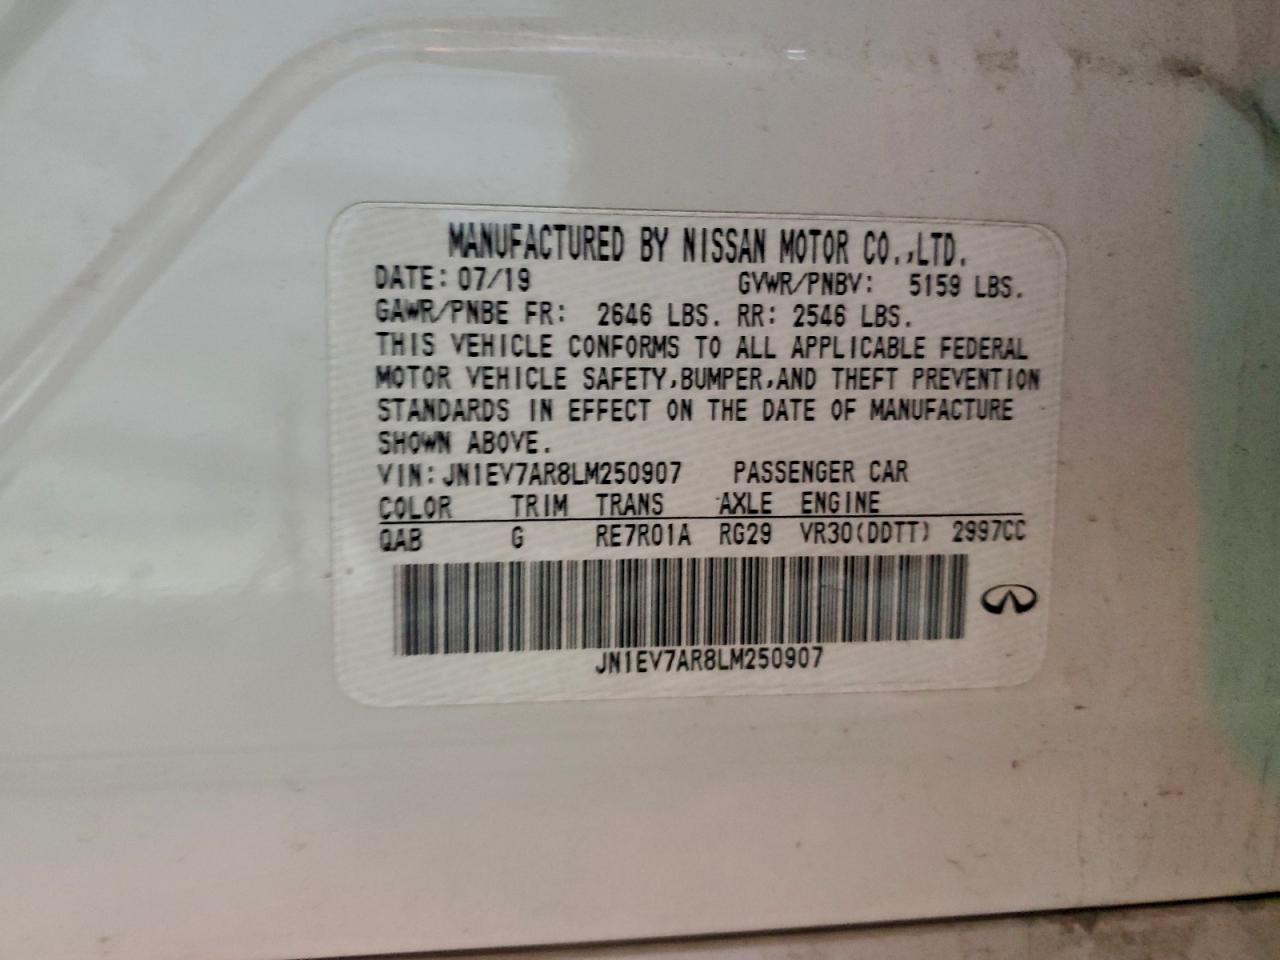 MANUFACTURED BY NISSAN MOTOR CO.,LTD.
DATE: 07/19 GVWR/PNBV: 5159 LBS.
GAWR/PNBE FR: 2646 LBS. RR: 2546 LBS.
THIS VEHICLE CONFORMS TO ALL APPLICABLE FEDERAL
MOTOR VEHICLE SAFETY,BUMPER,AND THEFT PREVENTION
STANDARDS IN EFFECT ON THE DATE OF MANUFACTURE
SHOWN ABOVE.
VIN: JN1EV7AR8LM250907 PASSENGER CAR
COLOR TRIM TRANS AXLE ENGINE
QAB G RE7R01A RG29 VR30(DDTT) 2997CC
JN1EV7AR8LM250907